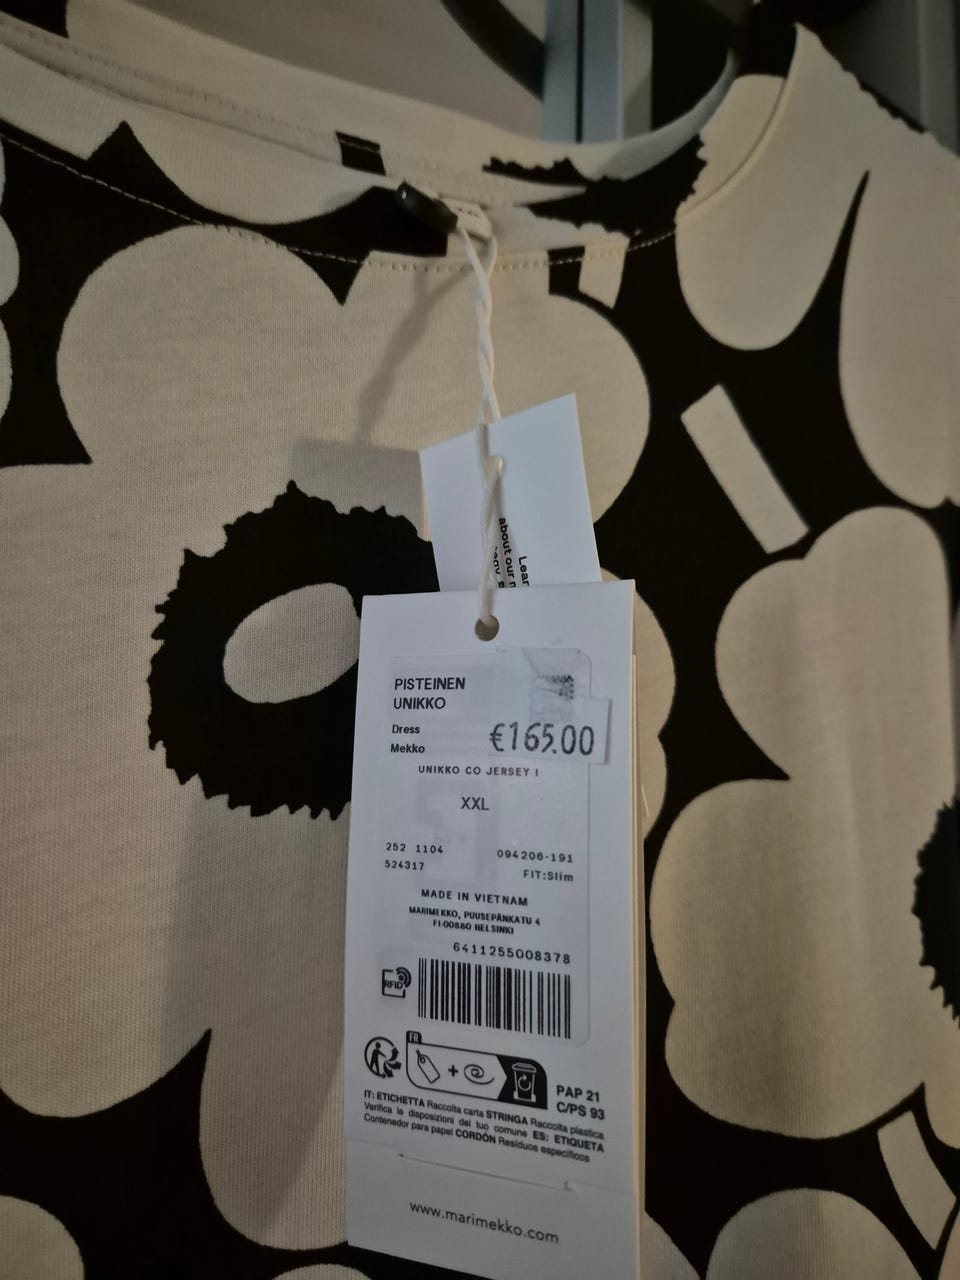 Lear
about our m
PISTEINEN
UNIKKO
Dress
Mekko
€165.00
UNIKKO CO JERSEY I
XXL
252 1104 094206-191
524317 FIT:Slim
MADE IN VIETNAM
MARIMEKKO, PUUSEPÄNKATU 4
FI-00880 HELSINKI
6411255008378
RFID
FR
PAP 21
C/PS 93
IT: ETICHETTA Raccolta carta STRINGA Raccolta plastica
Verifica le disposizioni del tuo comune ES: ETIQUETA
Contenedor para papel CORDÓN Residuos específicos
www.marimekko.com